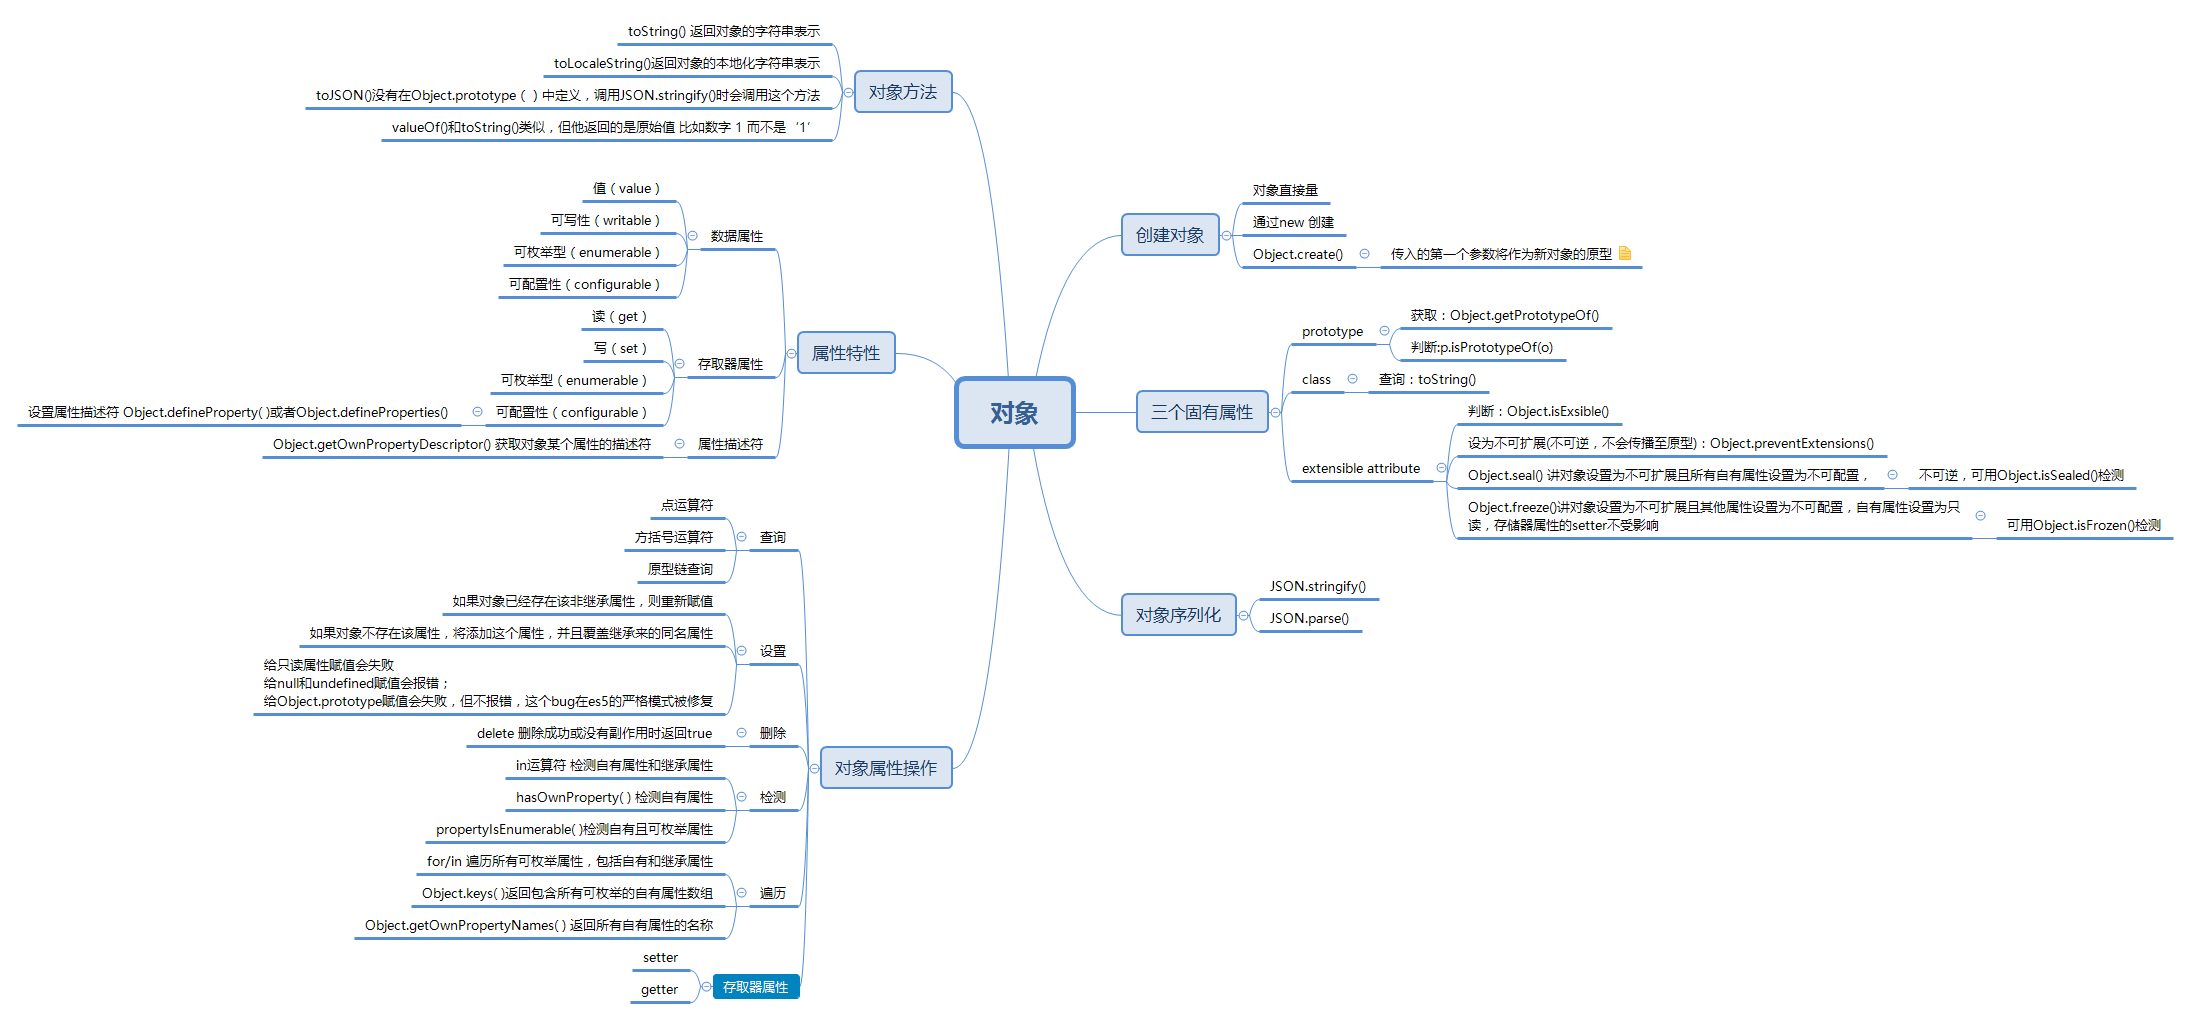 对象
对象方法
toString() 返回对象的字符串表示
toLocaleString()返回对象的本地化字符串表示
toJSON()没有在Object.prototype（ ）中定义，调用JSON.stringify()时会调用这个方法
valueOf()和toString()类似，但他返回的是原始值 比如数字 1 而不是‘1’
属性特性
数据属性
值（value）
可写性（writable）
可枚举型（enumerable）
可配置性（configurable）
存取器属性
读（get）
写（set）
可枚举型（enumerable）
可配置性（configurable）
设置属性描述符 Object.defineProperty( )或者Object.defineProperties()
属性描述符
Object.getOwnPropertyDescriptor() 获取对象某个属性的描述符
对象属性操作
查询
点运算符
方括号运算符
原型链查询
设置
如果对象已经存在该非继承属性，则重新赋值
如果对象不存在该属性，将添加这个属性，并且覆盖继承来的同名属性
给只读属性赋值会失败
给null和undefined赋值会报错；
给Object.prototype赋值会失败，但不报错，这个bug在es5的严格模式被修复
删除
delete 删除成功或没有副作用时返回true
检测
in运算符 检测自有属性和继承属性
hasOwnProperty( ) 检测自有属性
propertyIsEnumerable( )检测自有且可枚举属性
遍历
for/in 遍历所有可枚举属性，包括自有和继承属性
Object.keys( )返回包含所有可枚举的自有属性数组
Object.getOwnPropertyNames( ) 返回所有自有属性的名称
存取器属性
setter
getter
创建对象
对象直接量
通过new 创建
Object.create()
传入的第一个参数将作为新对象的原型
三个固有属性
prototype
获取：Object.getPrototypeOf()
判断:p.isPrototypeOf(o)
class
查询：toString()
extensible attribute
判断：Object.isExsible()
设为不可扩展(不可逆，不会传播至原型)：Object.preventExtensions()
Object.seal() 讲对象设置为不可扩展且所有自有属性设置为不可配置，
不可逆，可用Object.isSealed()检测
Object.freeze()讲对象设置为不可扩展且其他属性设置为不可配置，自有属性设置为只
读，存储器属性的setter不受影响
可用Object.isFrozen()检测
对象序列化
JSON.stringify()
JSON.parse()